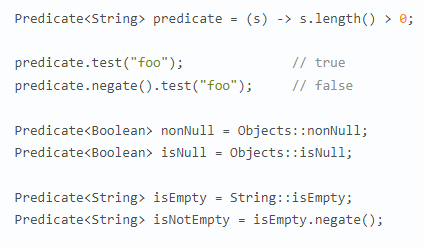 Predicate<String> predicate = (s) -> s.length() > 0;
predicate.test("foo");              // true
predicate.negate().test("foo");     // false
Predicate<Boolean> nonNull = Objects::nonNull;
Predicate<Boolean> isNull = Objects::isNull;
Predicate<String> isEmpty = String::isEmpty;
Predicate<String> isNotEmpty = isEmpty.negate();